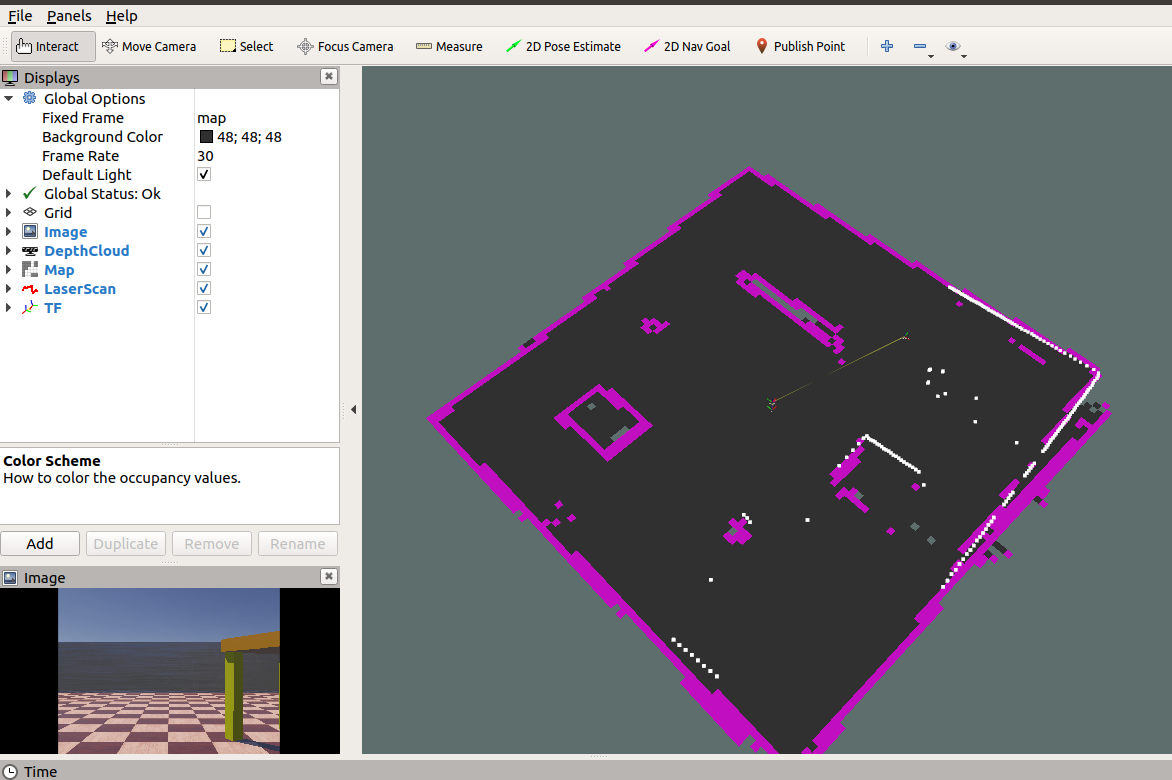 File Panels Help
Interact Move Camera Select Focus Camera Measure 2D Pose Estimate 2D Nav Goal Publish Point
Displays
Global Options
Fixed Frame map
Background Color 48; 48; 48
Frame Rate 30
Default Light
Global Status: Ok
Grid
Image
DepthCloud
Map
LaserScan
TF
Color Scheme
How to color the occupancy values.
Add Duplicate Remove Rename
Image
Time